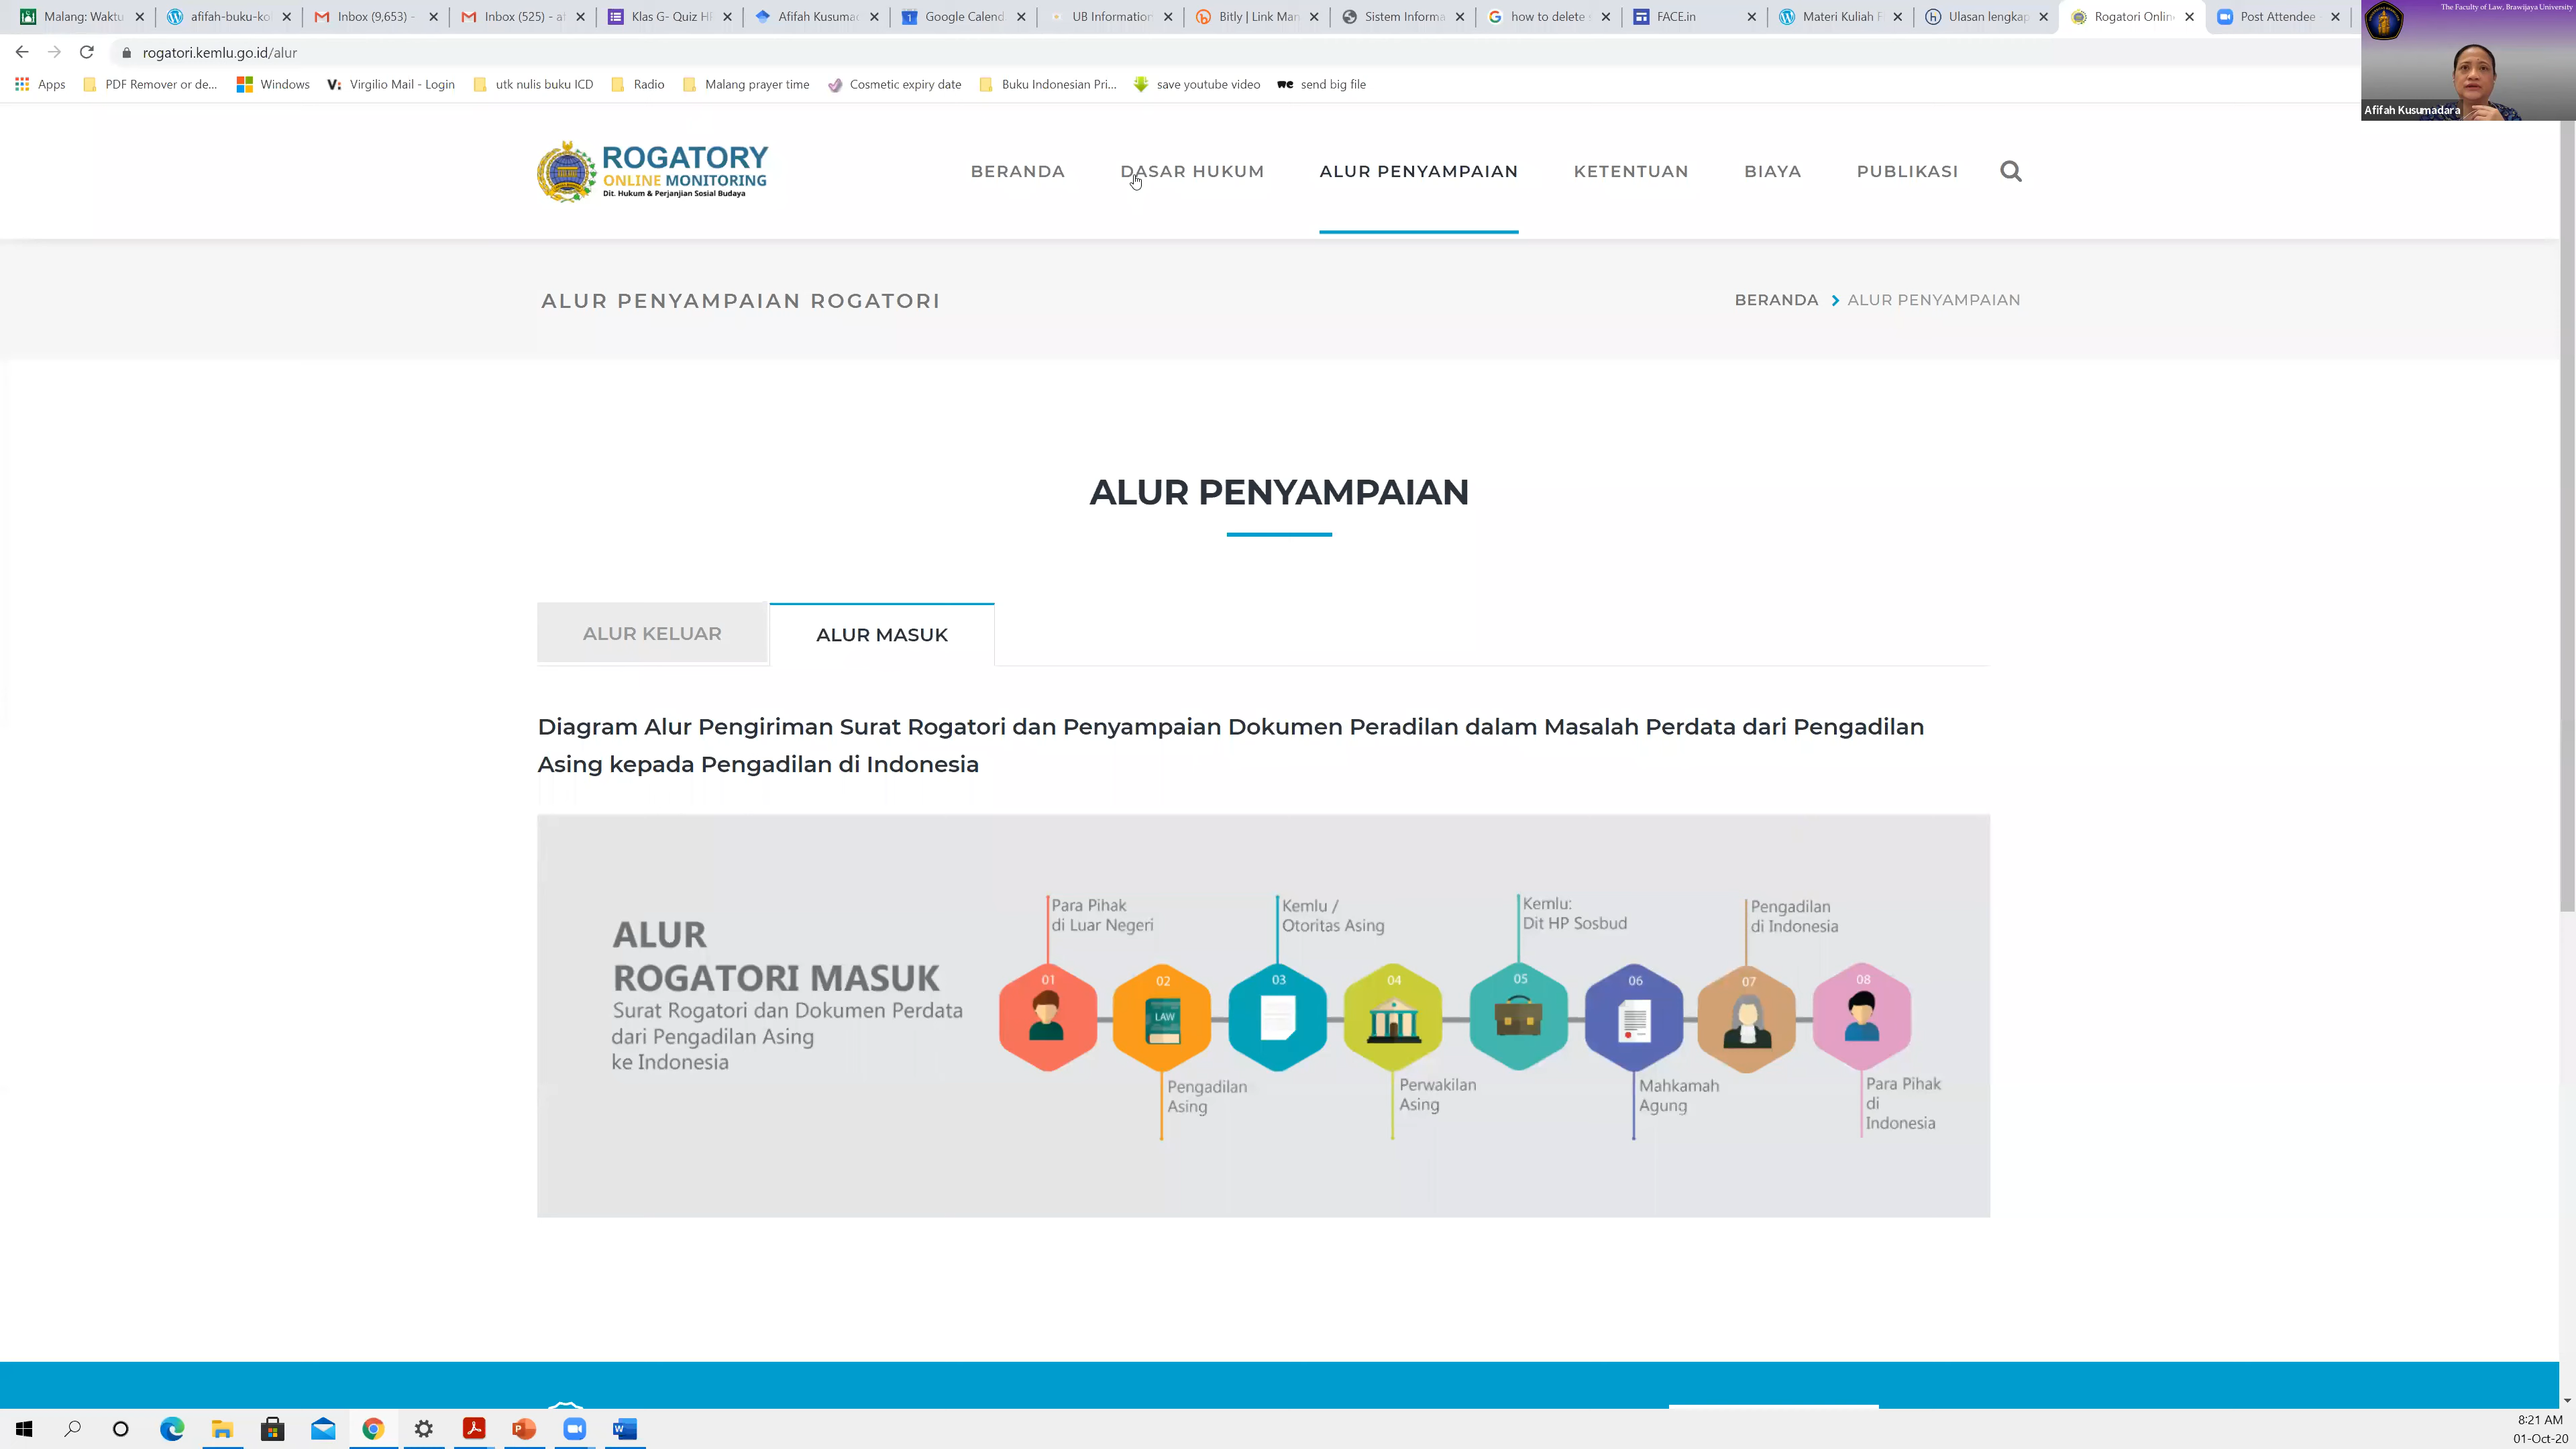 Malang: Waktu
afifah-buku-ko
Inbox (9,653) -
Inbox (525) - a
Klas G- Quiz H
Afifah Kusuma
Google Calend
UB Information
Bitly | Link Man
Sistem Informa
how to delete
FACE.in
Materi Kuliah
Ulasan lengkap
Rogatori Onlin
Post Attendee
The Faculty of Law, Brawijaya University
Afifah Kusumadara
rogatori.kemlu.go.id/alur
Apps
PDF Remover or de...
Windows
Virgilio Mail - Login
utk nulis buku ICD
Radio
Malang prayer time
Cosmetic expiry date
Buku Indonesian Pri...
save youtube video
send big file
ROGATORY
ONLINE MONITORING
Dit. Hukum & Perjanjian Sosial Budaya
BERANDA
DASAR HUKUM
ALUR PENYAMPAIAN
KETENTUAN
BIAYA
PUBLIKASI
ALUR PENYAMPAIAN ROGATORI
BERANDA > ALUR PENYAMPAIAN
ALUR PENYAMPAIAN
ALUR KELUAR
ALUR MASUK
Diagram Alur Pengiriman Surat Rogatori dan Penyampaian Dokumen Peradilan dalam Masalah Perdata dari Pengadilan
Asing kepada Pengadilan di Indonesia
ALUR
ROGATORI MASUK
Surat Rogatori dan Dokumen Perdata
dari Pengadilan Asing
ke Indonesia
Para Pihak
di Luar Negeri
01
02
LAW
Pengadilan
Asing
Kemlu /
Otoritas Asing
03
04
Perwakilan
Asing
Kemlu:
Dit HP Sosbud
05
06
Mahkamah
Agung
Pengadilan
di Indonesia
07
08
Para Pihak
di
Indonesia
8:21 AM
01-Oct-20